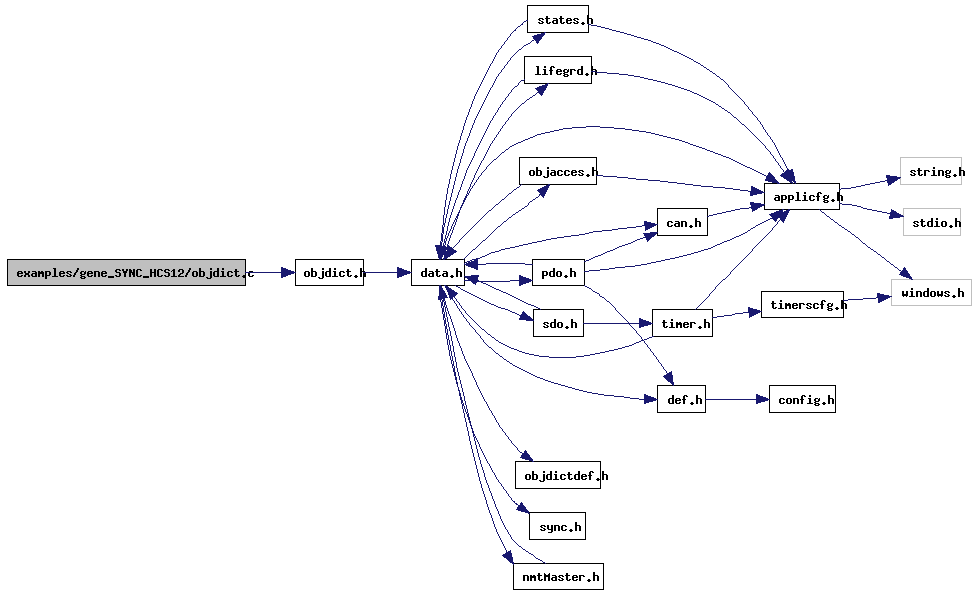 states.h
lifegrd.h
objacces.h
string.h
applicfg.h
can.h
stdio.h
examples/gene_SYNC_HCS12/objdict.c
objdict.h
data.h
pdo.h
windows.h
timerscfg.h
sdo.h
timer.h
def.h
config.h
objdictdef.h
sync.h
nmtMaster.h